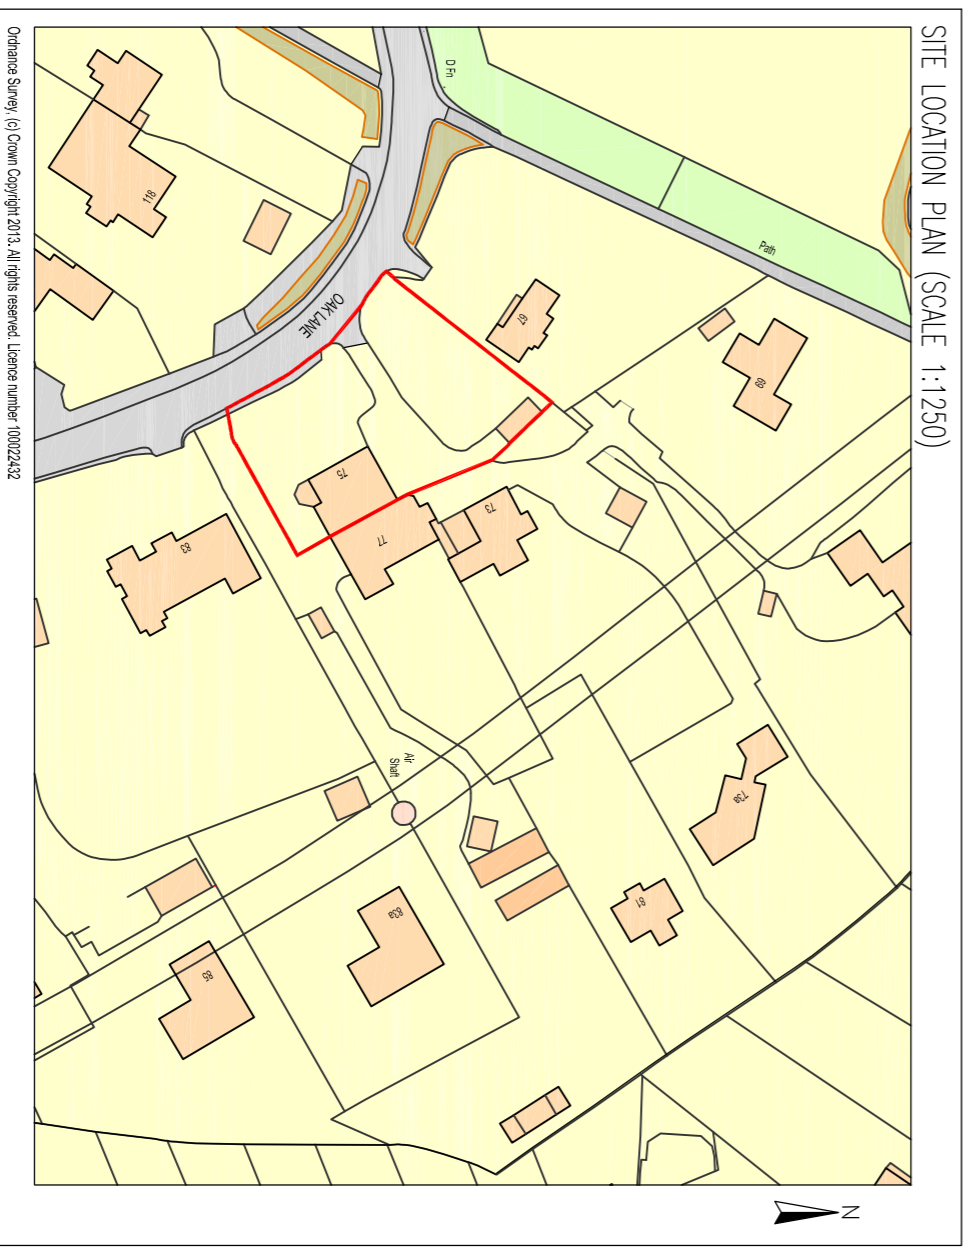 SITE LOCATION PLAN (SCALE 1:1250)
D Fn
Path
118
67
69
OAK LANE
75
77
73
83
Air
Shaft
73a
81
83a
85
N
Ordnance Survey, (c) Crown Copyright 2013. All rights reserved. Licence number 100022432